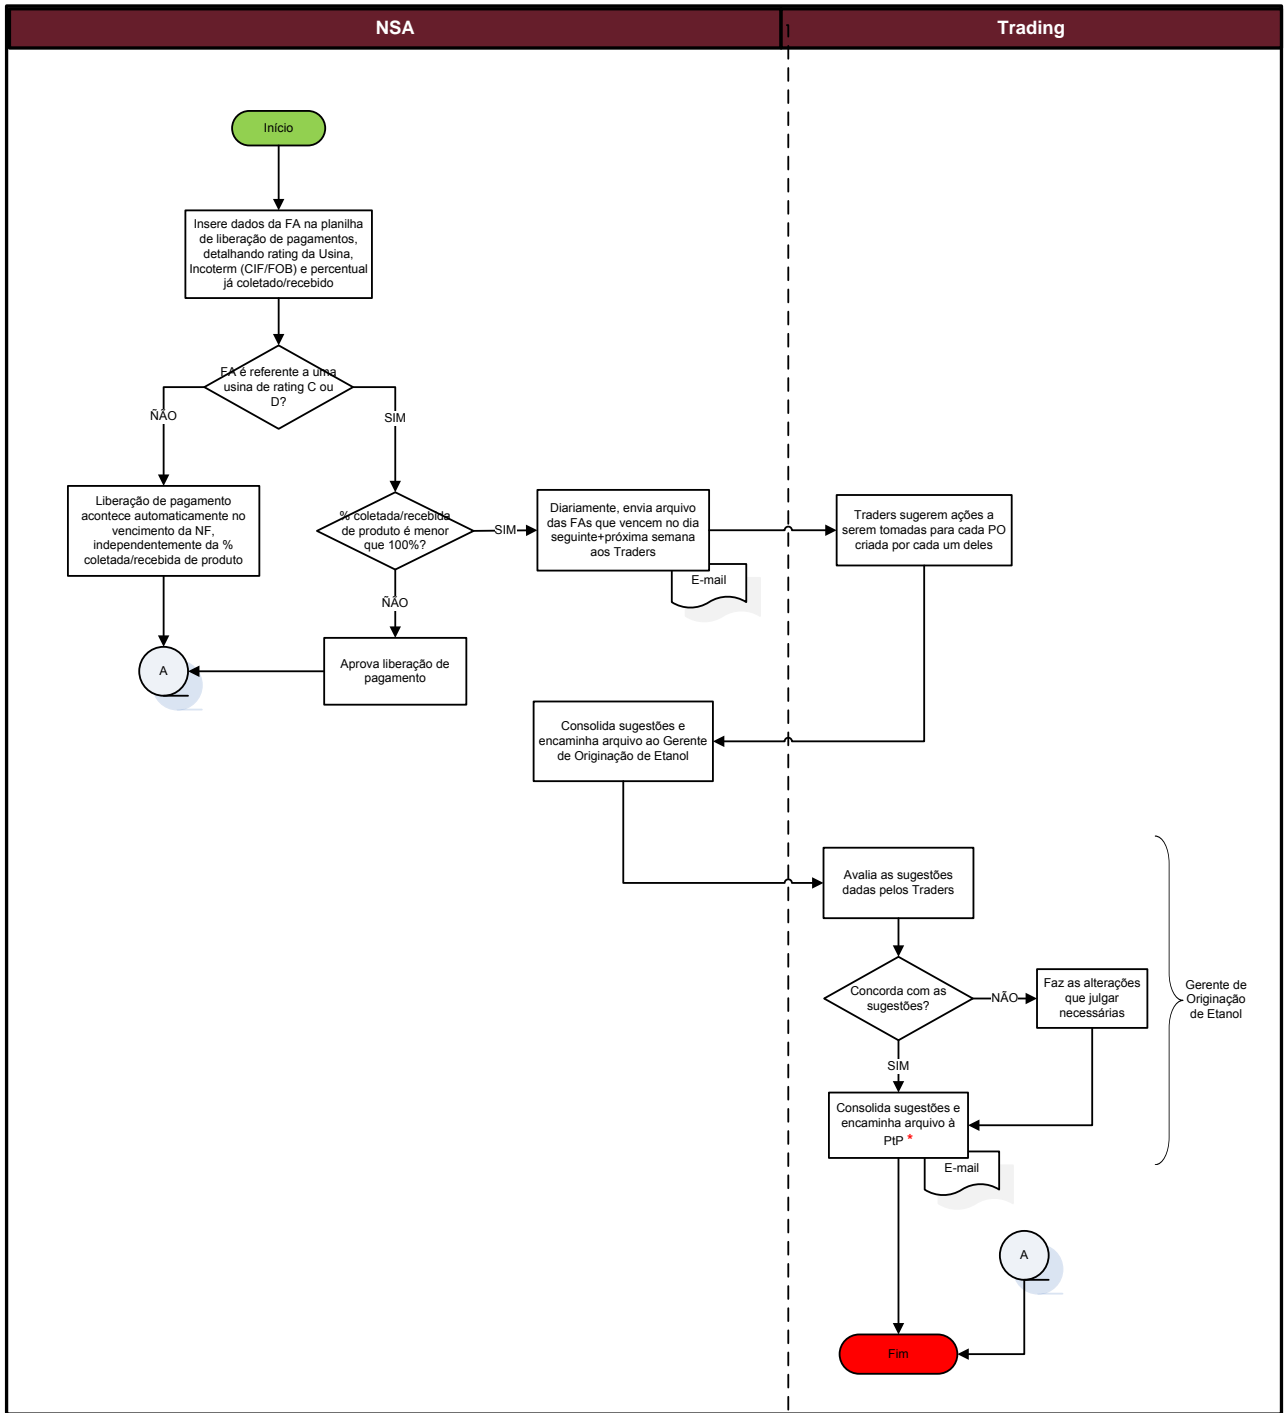 NSA
Trading
1
Início
Insere dados da FA na planilha
de liberação de pagamentos,
detalhando rating da Usina,
Incoterm (CIF/FOB) e percentual
já coletado/recebido
FA é referente a uma
usina de rating C ou
D?
ÑÃO
SIM
Liberação de pagamento
acontece automaticamente no
vencimento da NF,
independentemente da %
coletada/recebida de produto
% coletada/recebida
de produto é menor
que 100%?
SIM
Diariamente, envia arquivo
das FAs que vencem no dia
seguinte+próxima semana
aos Traders
E-mail
Traders sugerem ações a
serem tomadas para cada PO
criada por cada um deles
ÑÃO
Aprova liberação de
pagamento
A
Consolida sugestões e
encaminha arquivo ao Gerente
de Originação de Etanol
Avalia as sugestões
dadas pelos Traders
Concorda com as
sugestões?
NÃO
Faz as alterações
que julgar
necessárias
Gerente de
Originação
de Etanol
SIM
Consolida sugestões e
encaminha arquivo à
PtP *
E-mail
A
Fim